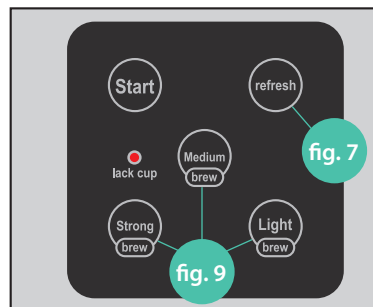 Start
refresh
fig. 7
Medium
brew
lack cup
Strong
brew
Light
brew
fig. 9